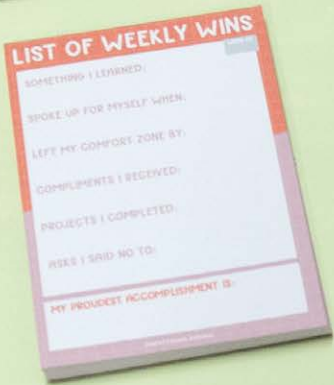 LIST OF WEEKLY WINS
SOMETHING I LEARNED:
SPOKE UP FOR MYSELF WHEN:
LEFT MY COMFORT ZONE BY:
COMPLIMENTS I RECEIVED:
PROJECTS I COMPLETED:
ASKS I SAID NO TO:
MY PROUDEST ACCOMPLISHMENT IS: